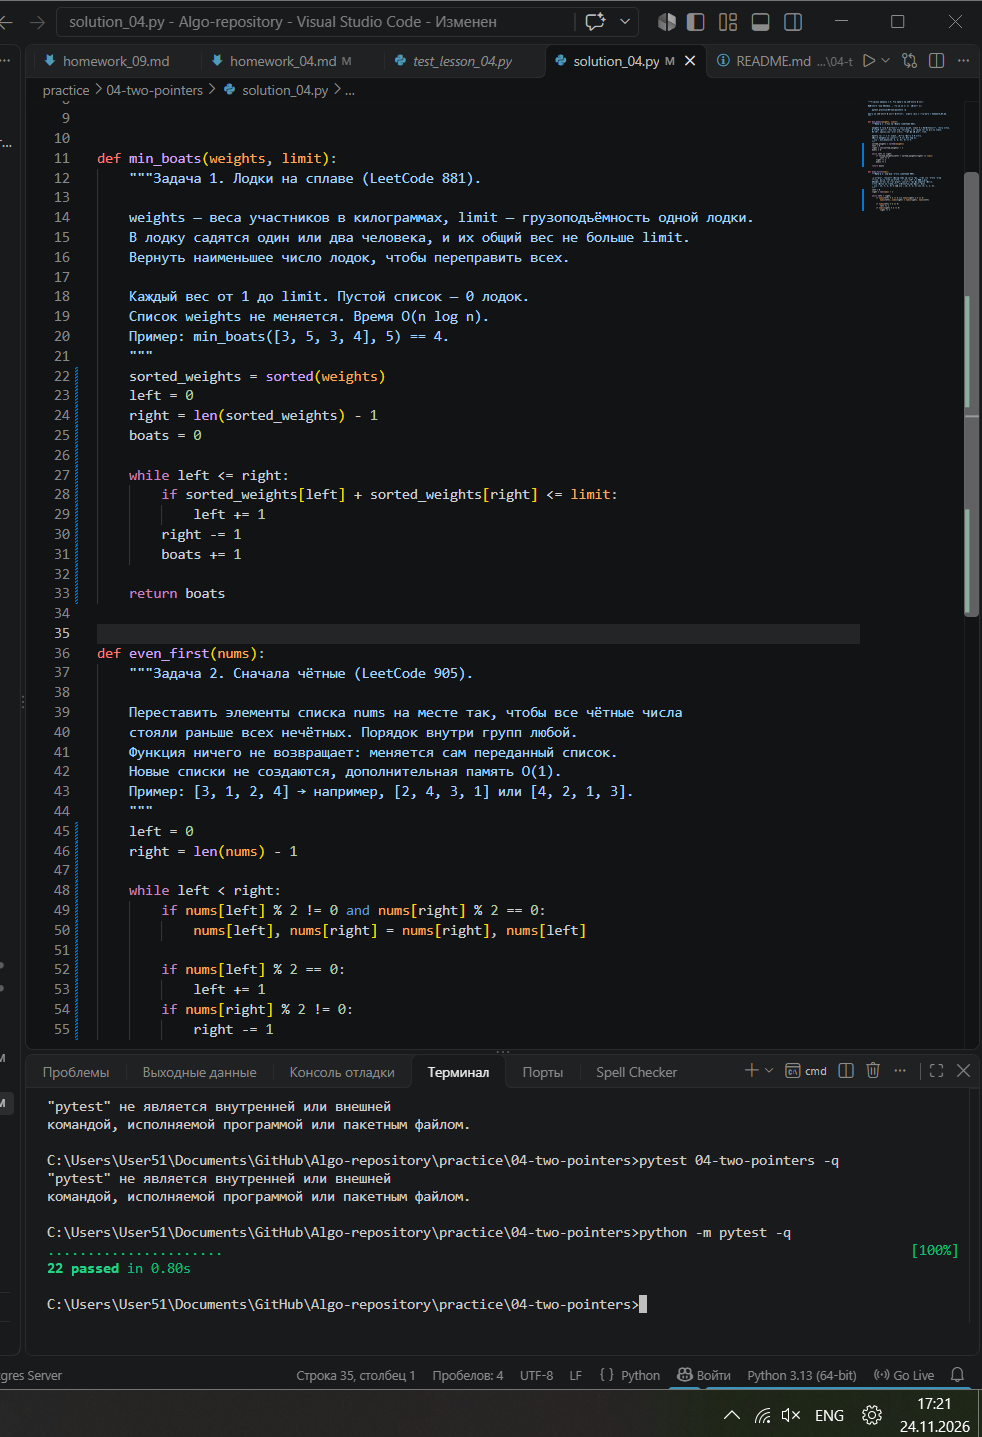 solution_04.py - Algo-repository - Visual Studio Code - Изменен
homework_09.md
homework_04.md M
test_lesson_04.py
solution_04.py M
README.md ...\04-t
practice > 04-two-pointers > solution_04.py > ...
9
10
11 def min_boats(weights, limit):
12 """Задача 1. Лодки на сплаве (LeetCode 881).
13
14 weights — веса участников в килограммах, limit — грузоподъёмность одной лодки.
15 В лодку садятся один или два человека, и их общий вес не больше limit.
16 Вернуть наименьшее число лодок, чтобы переправить всех.
17
18 Каждый вес от 1 до limit. Пустой список — 0 лодок.
19 Список weights не меняется. Время O(n log n).
20 Пример: min_boats([3, 5, 3, 4], 5) == 4.
21 """
22 sorted_weights = sorted(weights)
23 left = 0
24 right = len(sorted_weights) - 1
25 boats = 0
26
27 while left <= right:
28 if sorted_weights[left] + sorted_weights[right] <= limit:
29 left += 1
30 right -= 1
31 boats += 1
32
33 return boats
34
35
36 def even_first(nums):
37 """Задача 2. Сначала чётные (LeetCode 905).
38
39 Переставить элементы списка nums на месте так, чтобы все чётные числа
40 стояли раньше всех нечётных. Порядок внутри групп любой.
41 Функция ничего не возвращает: меняется сам переданный список.
42 Новые списки не создаются, дополнительная память O(1).
43 Пример: [3, 1, 2, 4] → например, [2, 4, 3, 1] или [4, 2, 1, 3].
44 """
45 left = 0
46 right = len(nums) - 1
47
48 while left < right:
49 if nums[left] % 2 != 0 and nums[right] % 2 == 0:
50 nums[left], nums[right] = nums[right], nums[left]
51
52 if nums[left] % 2 == 0:
53 left += 1
54 if nums[right] % 2 != 0:
55 right -= 1
M
M
Проблемы Выходные данные Консоль отладки Терминал Порты Spell Checker
cmd
"pytest" не является внутренней или внешней
командой, исполняемой программой или пакетным файлом.
C:\Users\User51\Documents\GitHub\Algo-repository\practice\04-two-pointers>pytest 04-two-pointers -q
"pytest" не является внутренней или внешней
командой, исполняемой программой или пакетным файлом.
C:\Users\User51\Documents\GitHub\Algo-repository\practice\04-two-pointers>python -m pytest -q
...................... [100%]
22 passed in 0.80s
C:\Users\User51\Documents\GitHub\Algo-repository\practice\04-two-pointers>
gres Server
Строка 35, столбец 1 Пробелов: 4 UTF-8 LF { } Python Войти Python 3.13 (64-bit) Go Live
ENG
17:21
24.11.2026